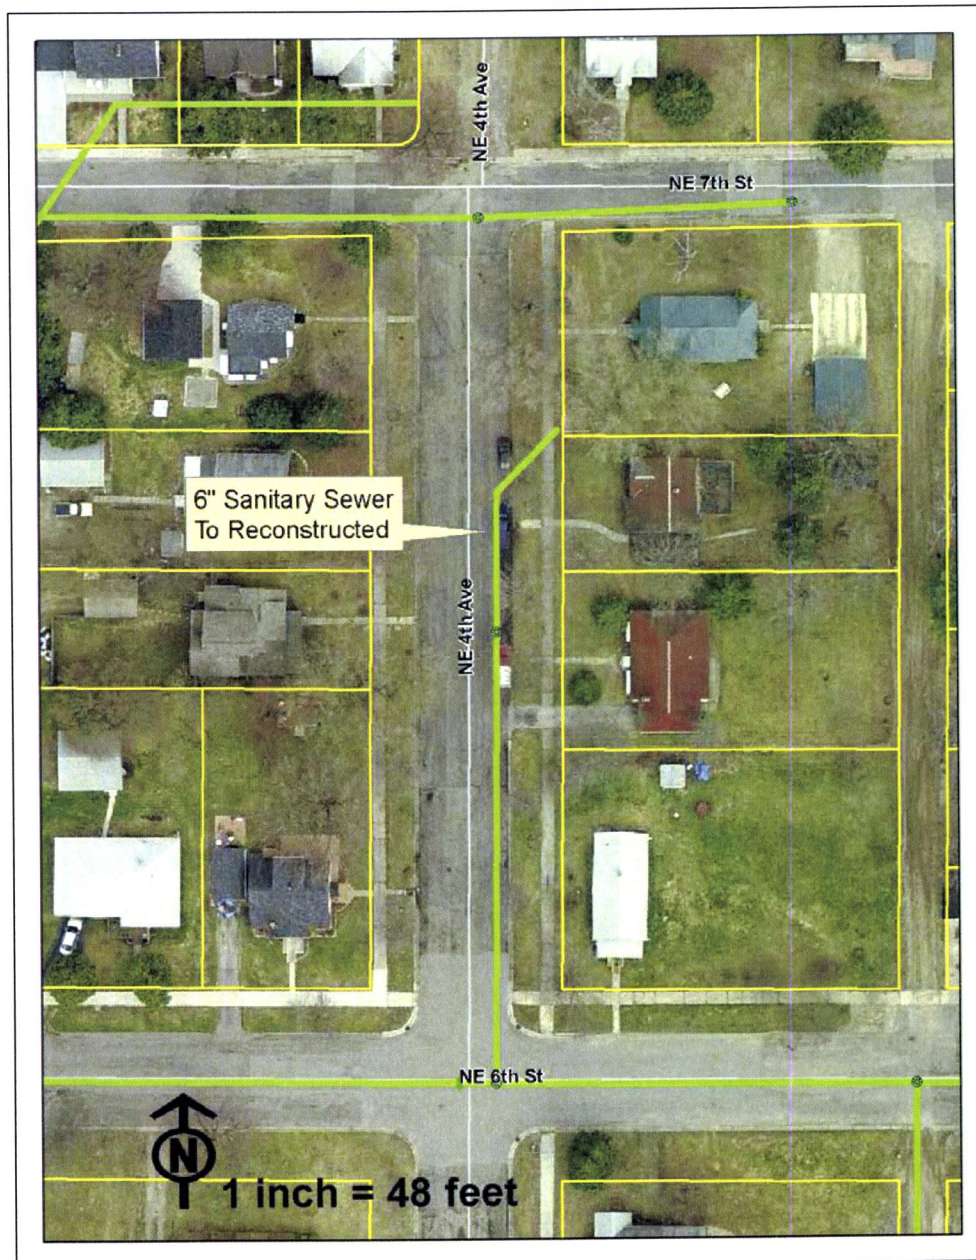 NE 4th Ave
NE 7th St
6" Sanitary Sewer
To Reconstructed
NE 4th Ave
NE 6th St
N
1 inch = 48 feet